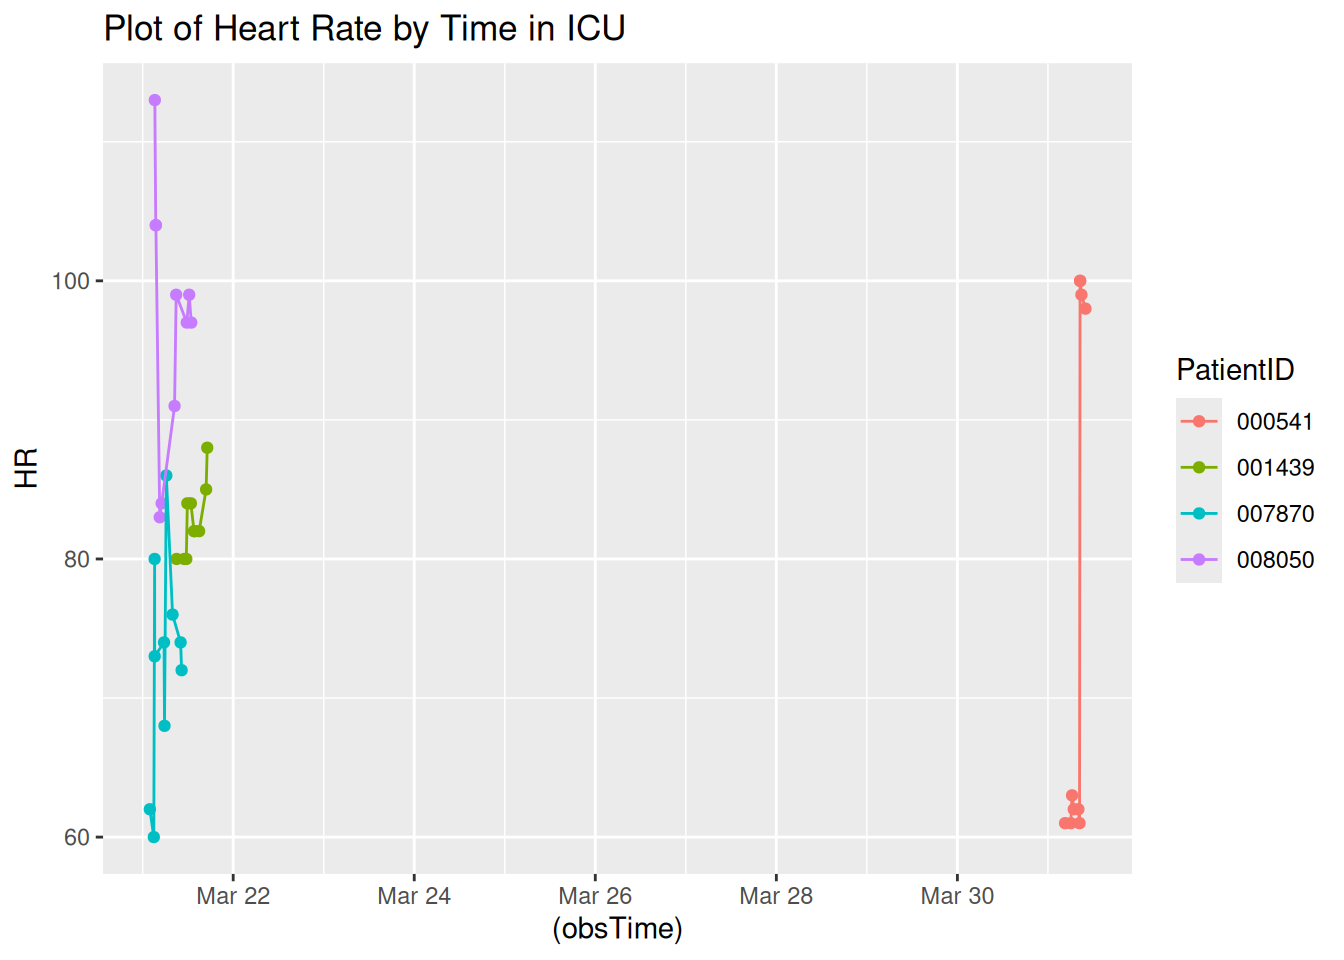 Plot of Heart Rate by Time in ICU
HR
100
80
60
Mar 22
Mar 24
Mar 26
Mar 28
Mar 30
(obsTime)
PatientID
000541
001439
007870
008050